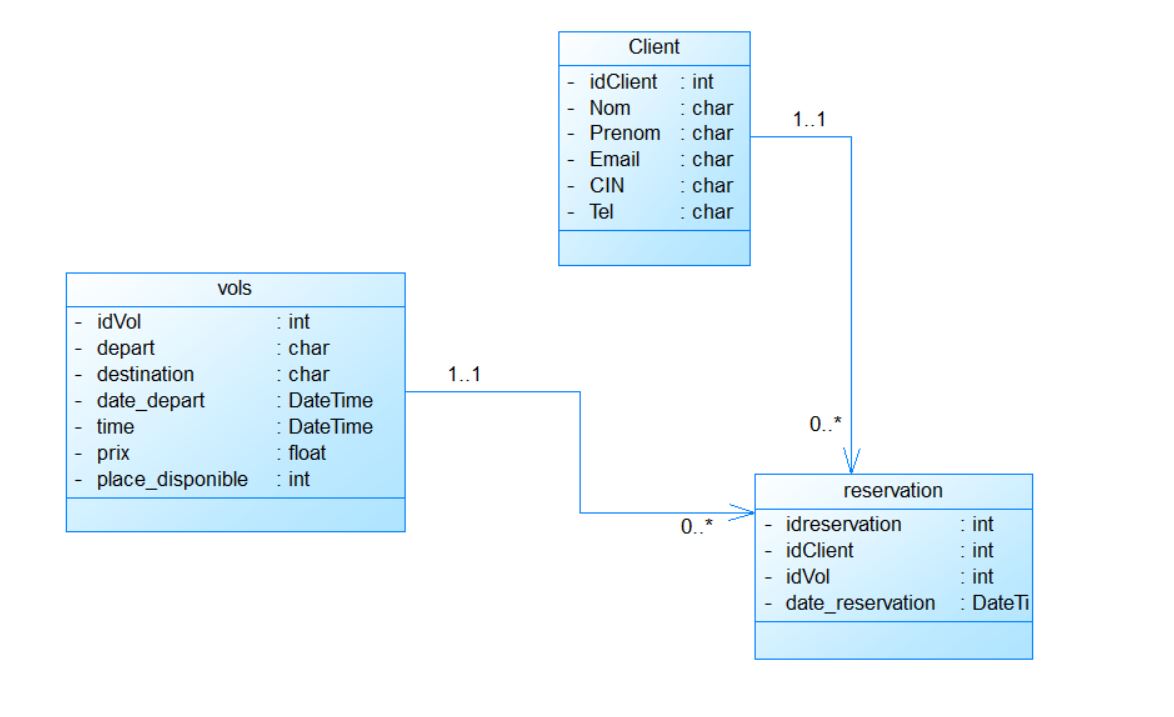 Client
- idClient : int
- Nom : char
- Prenom : char
- Email : char
- CIN : char
- Tel : char
1..1
0..*
vols
- idVol : int
- depart : char
- destination : char
- date_depart : DateTime
- time : DateTime
- prix : float
- place_disponible : int
1..1
0..*
reservation
- idreservation : int
- idClient : int
- idVol : int
- date_reservation : DateTi